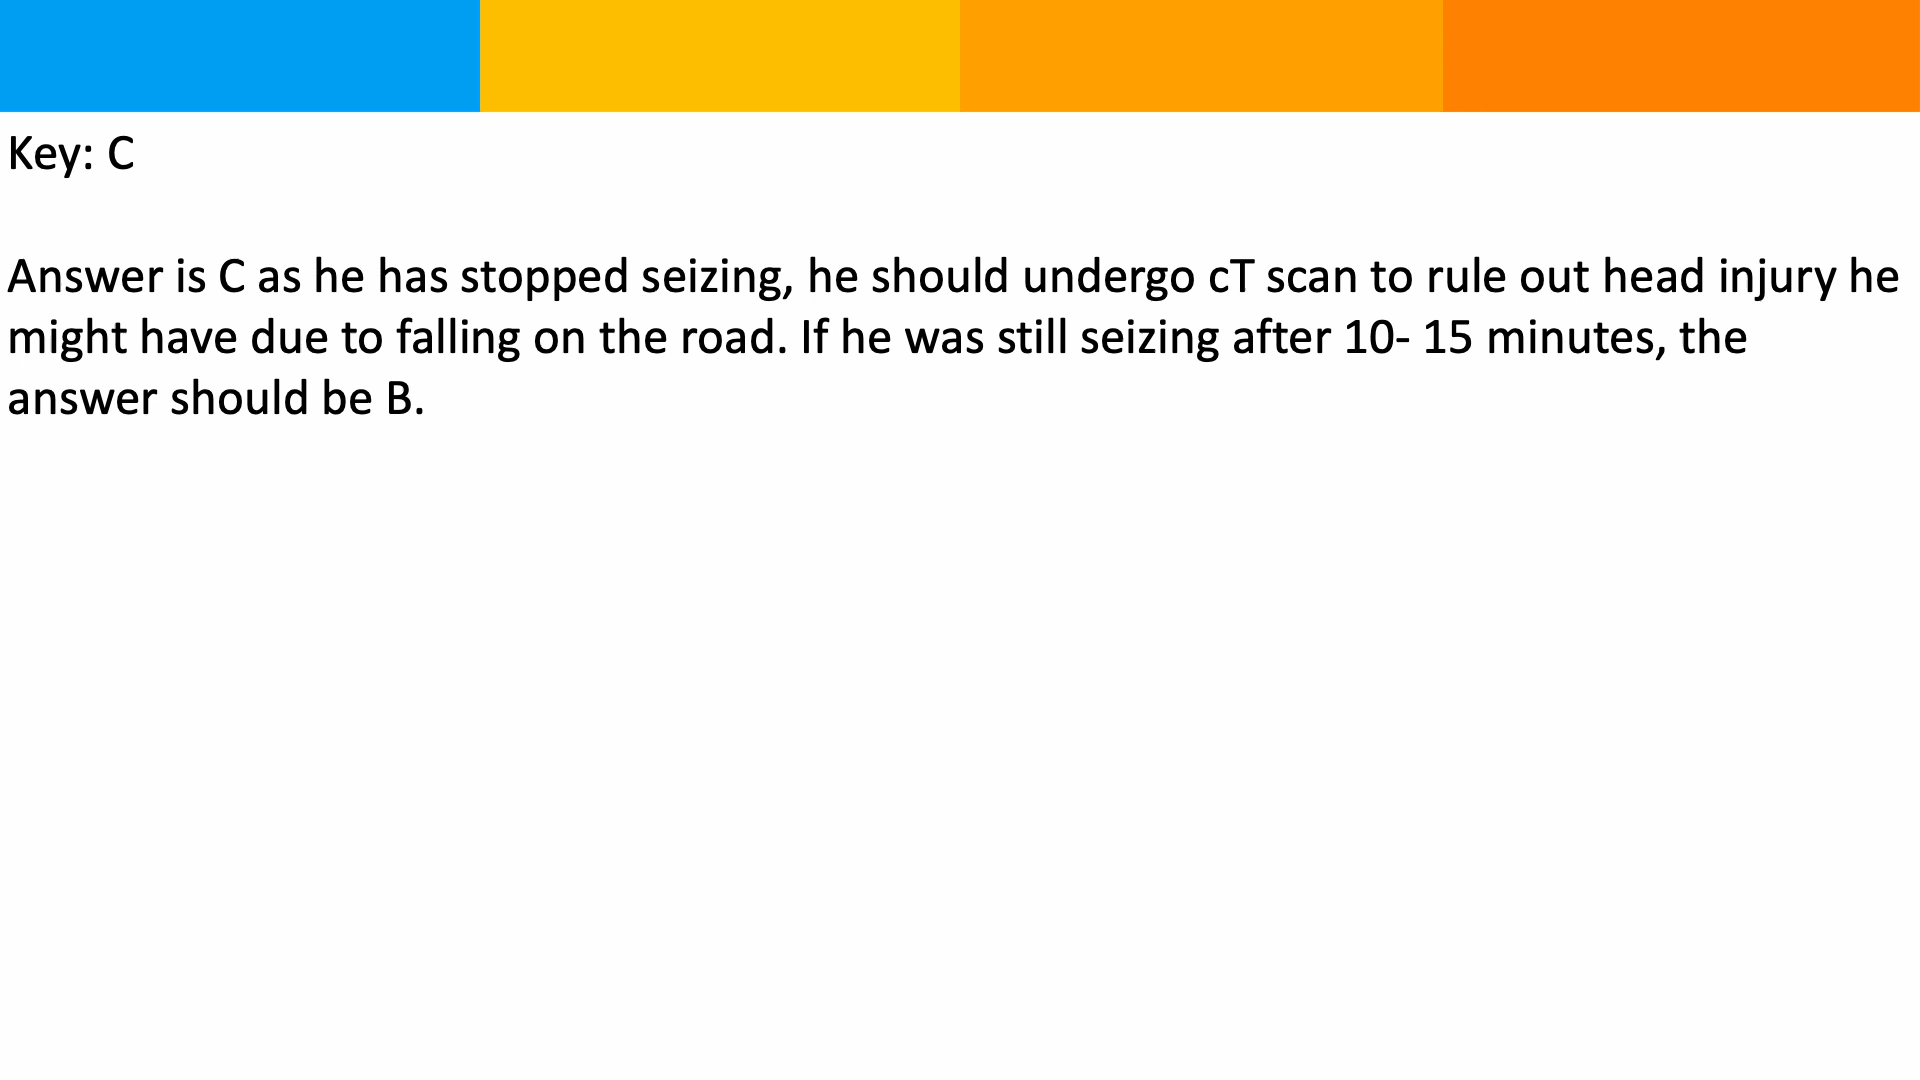 Key: C
Answer is C as he has stopped seizing, he should undergo cT scan to rule out head injury he
might have due to falling on the road. If he was still seizing after 10- 15 minutes, the
answer should be B.